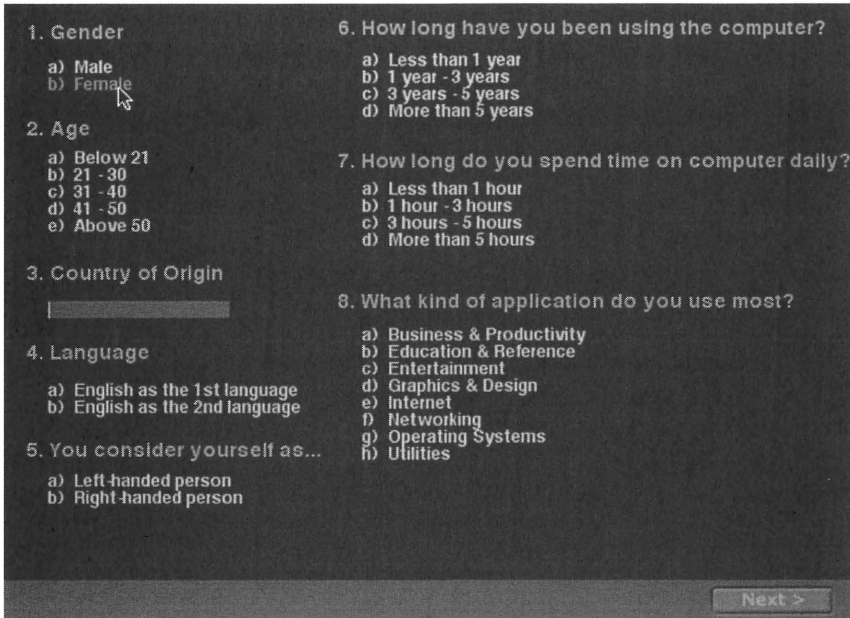 1. Gender
a) Male
b) Female
2. Age
a) Below 21
b) 21 - 30
c) 31 - 40
d) 41 - 50
e) Above 50
3. Country of Origin
4. Language
a) English as the 1st language
b) English as the 2nd language
5. You consider yourself as...
a) Left-handed person
b) Right-handed person
6. How long have you been using the computer?
a) Less than 1 year
b) 1 year - 3 years
c) 3 years - 5 years
d) More than 5 years
7. How long do you spend time on computer daily?
a) Less than 1 hour
b) 1 hour - 3 hours
c) 3 hours - 5 hours
d) More than 5 hours
8. What kind of application do you use most?
a) Business & Productivity
b) Education & Reference
c) Entertainment
d) Graphics & Design
e) Internet
f) Networking
g) Operating Systems
h) Utilities
Next >